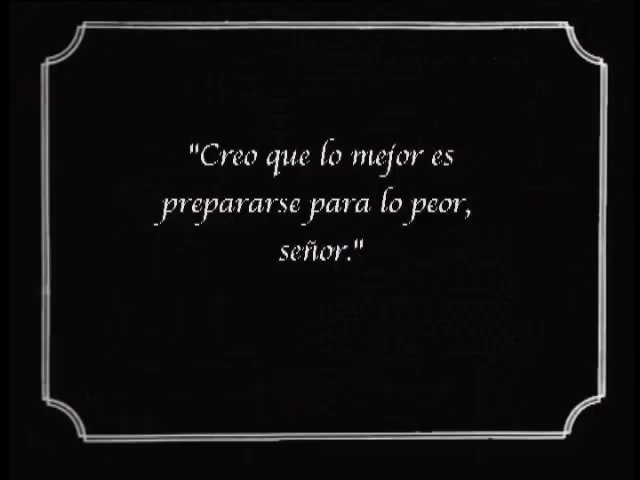 "Creo que lo mejor es
prepararse para lo peor,
señor."